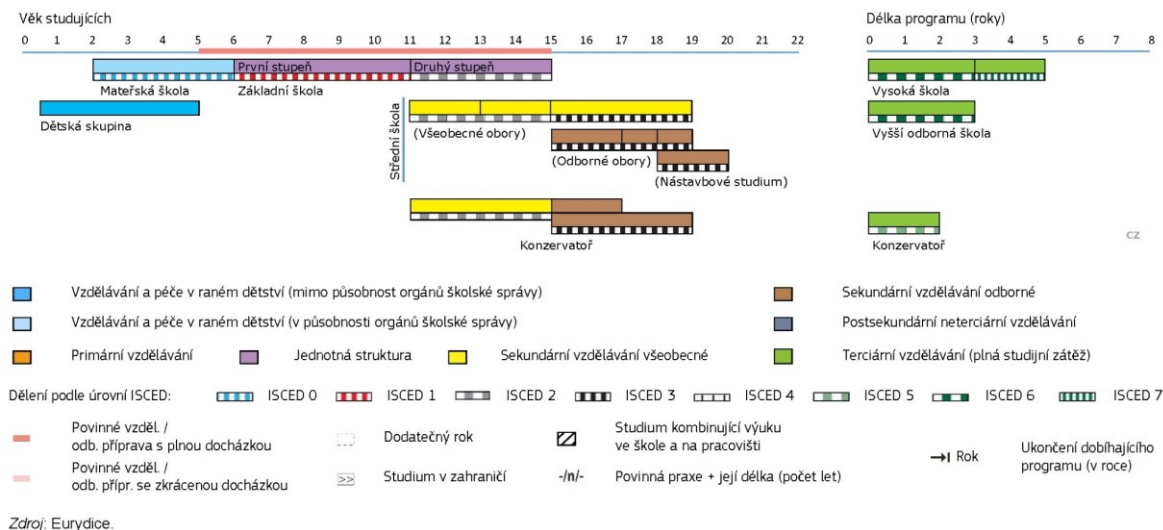 Věk studujících
Délka programu (roky)
0 1 2 3 4 5 6 7 8 9 10 11 12 13 14 15 16 17 18 19 20 21 22
0 1 2 3 4 5 6 7 8
První stupeň
Druhý stupeň
Mateřská škola
Základní škola
Vysoká škola
Dětská skupina
Střední škola
(Všeobecné obory)
Vyšší odborná škola
(Odborné obory)
(Nástavbové studium)
Konzervatoř
Konzervatoř
CZ
Vzdělávání a péče v raném dětství (mimo působnost orgánů školské správy)
Sekundární vzdělávání odborné
Vzdělávání a péče v raném dětství (v působnosti orgánů školské správy)
Postsekundární neterciární vzdělávání
Primární vzdělávání
Jednotná struktura
Sekundární vzdělávání všeobecné
Terciární vzdělávání (plná studijní zátěž)
Dělení podle úrovní ISCED:
ISCED 0
ISCED 1
ISCED 2
ISCED 3
ISCED 4
ISCED 5
ISCED 6
ISCED 7
Povinné vzděl. /
odb. příprava s plnou docházkou
Dodatečný rok
Studium kombinující výuku
ve škole a na pracovišti
Rok
Ukončení dobíhajícího
programu (v roce)
Povinné vzděl. /
odb. přípr. se zkrácenou docházkou
>>
Studium v zahraničí
-/n/-
Povinná praxe + její délka (počet let)
Zdroj: Eurydice.